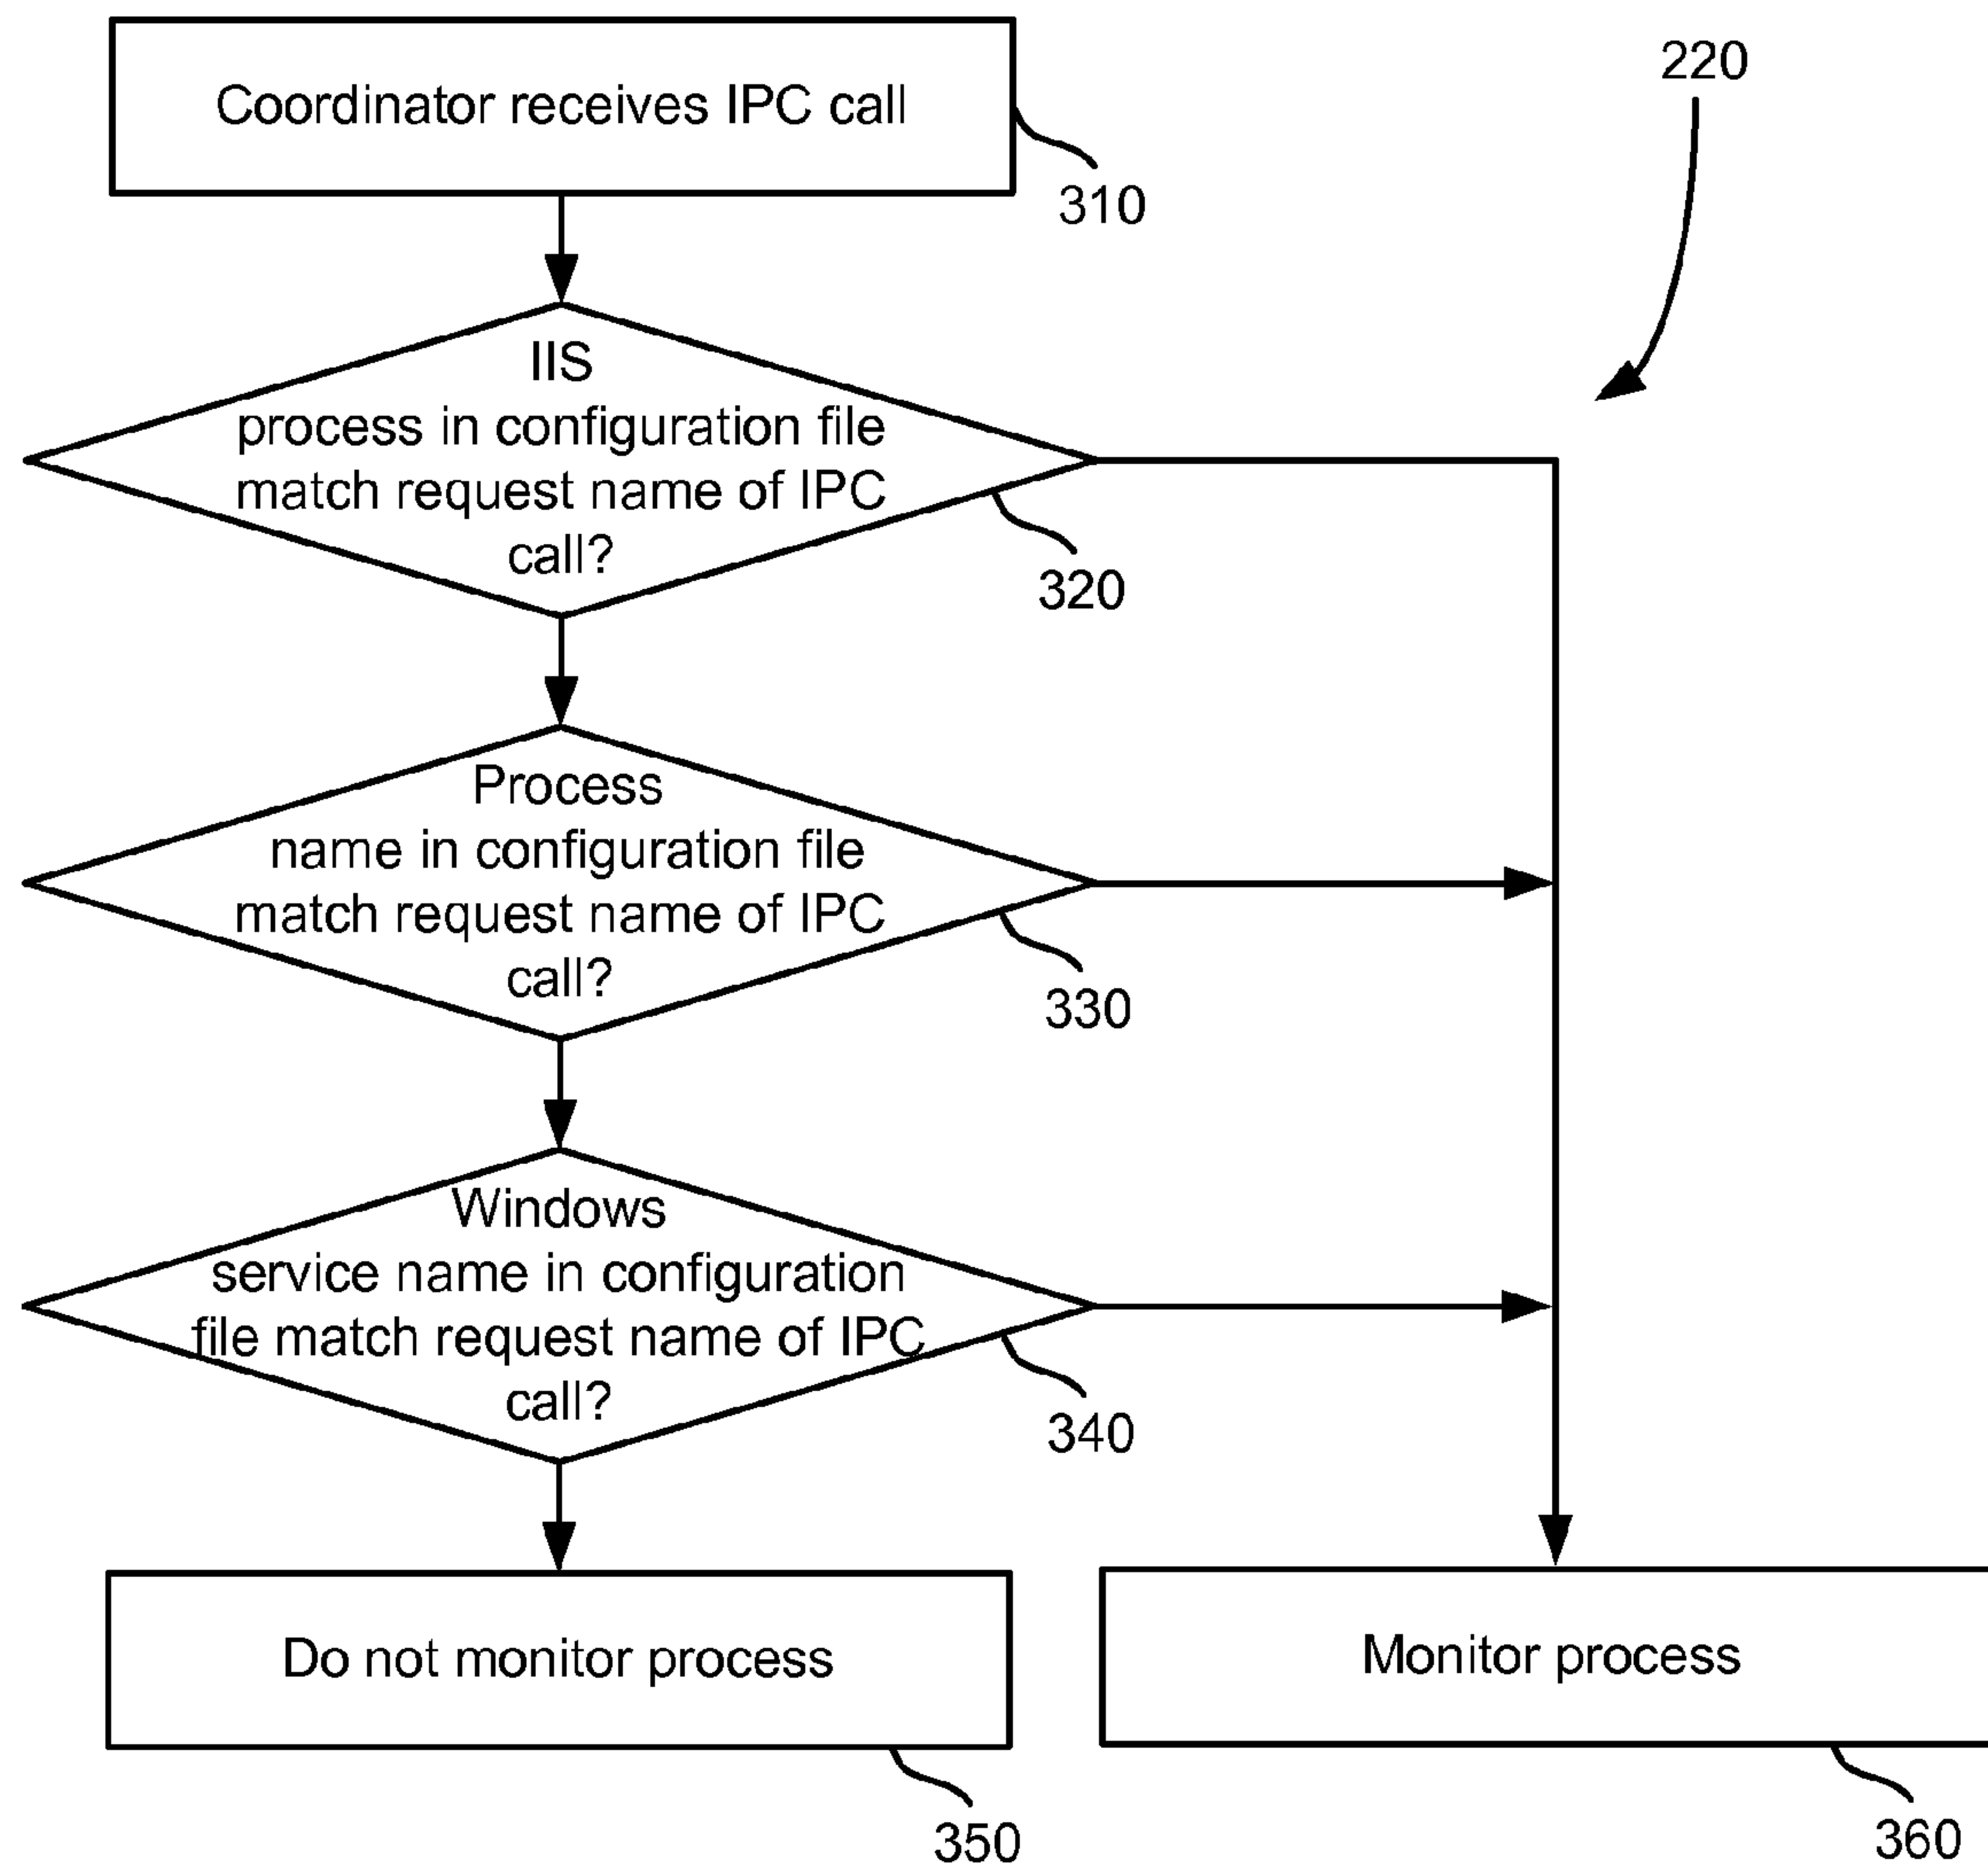 Coordinator receives IPC call
220
310
IIS
process in configuration file
match request name of IPC
call?
320
Process
name in configuration file
match request name of IPC
call?
330
Windows
service name in configuration
file match request name of IPC
call?
340
Do not monitor process
Monitor process
350
360